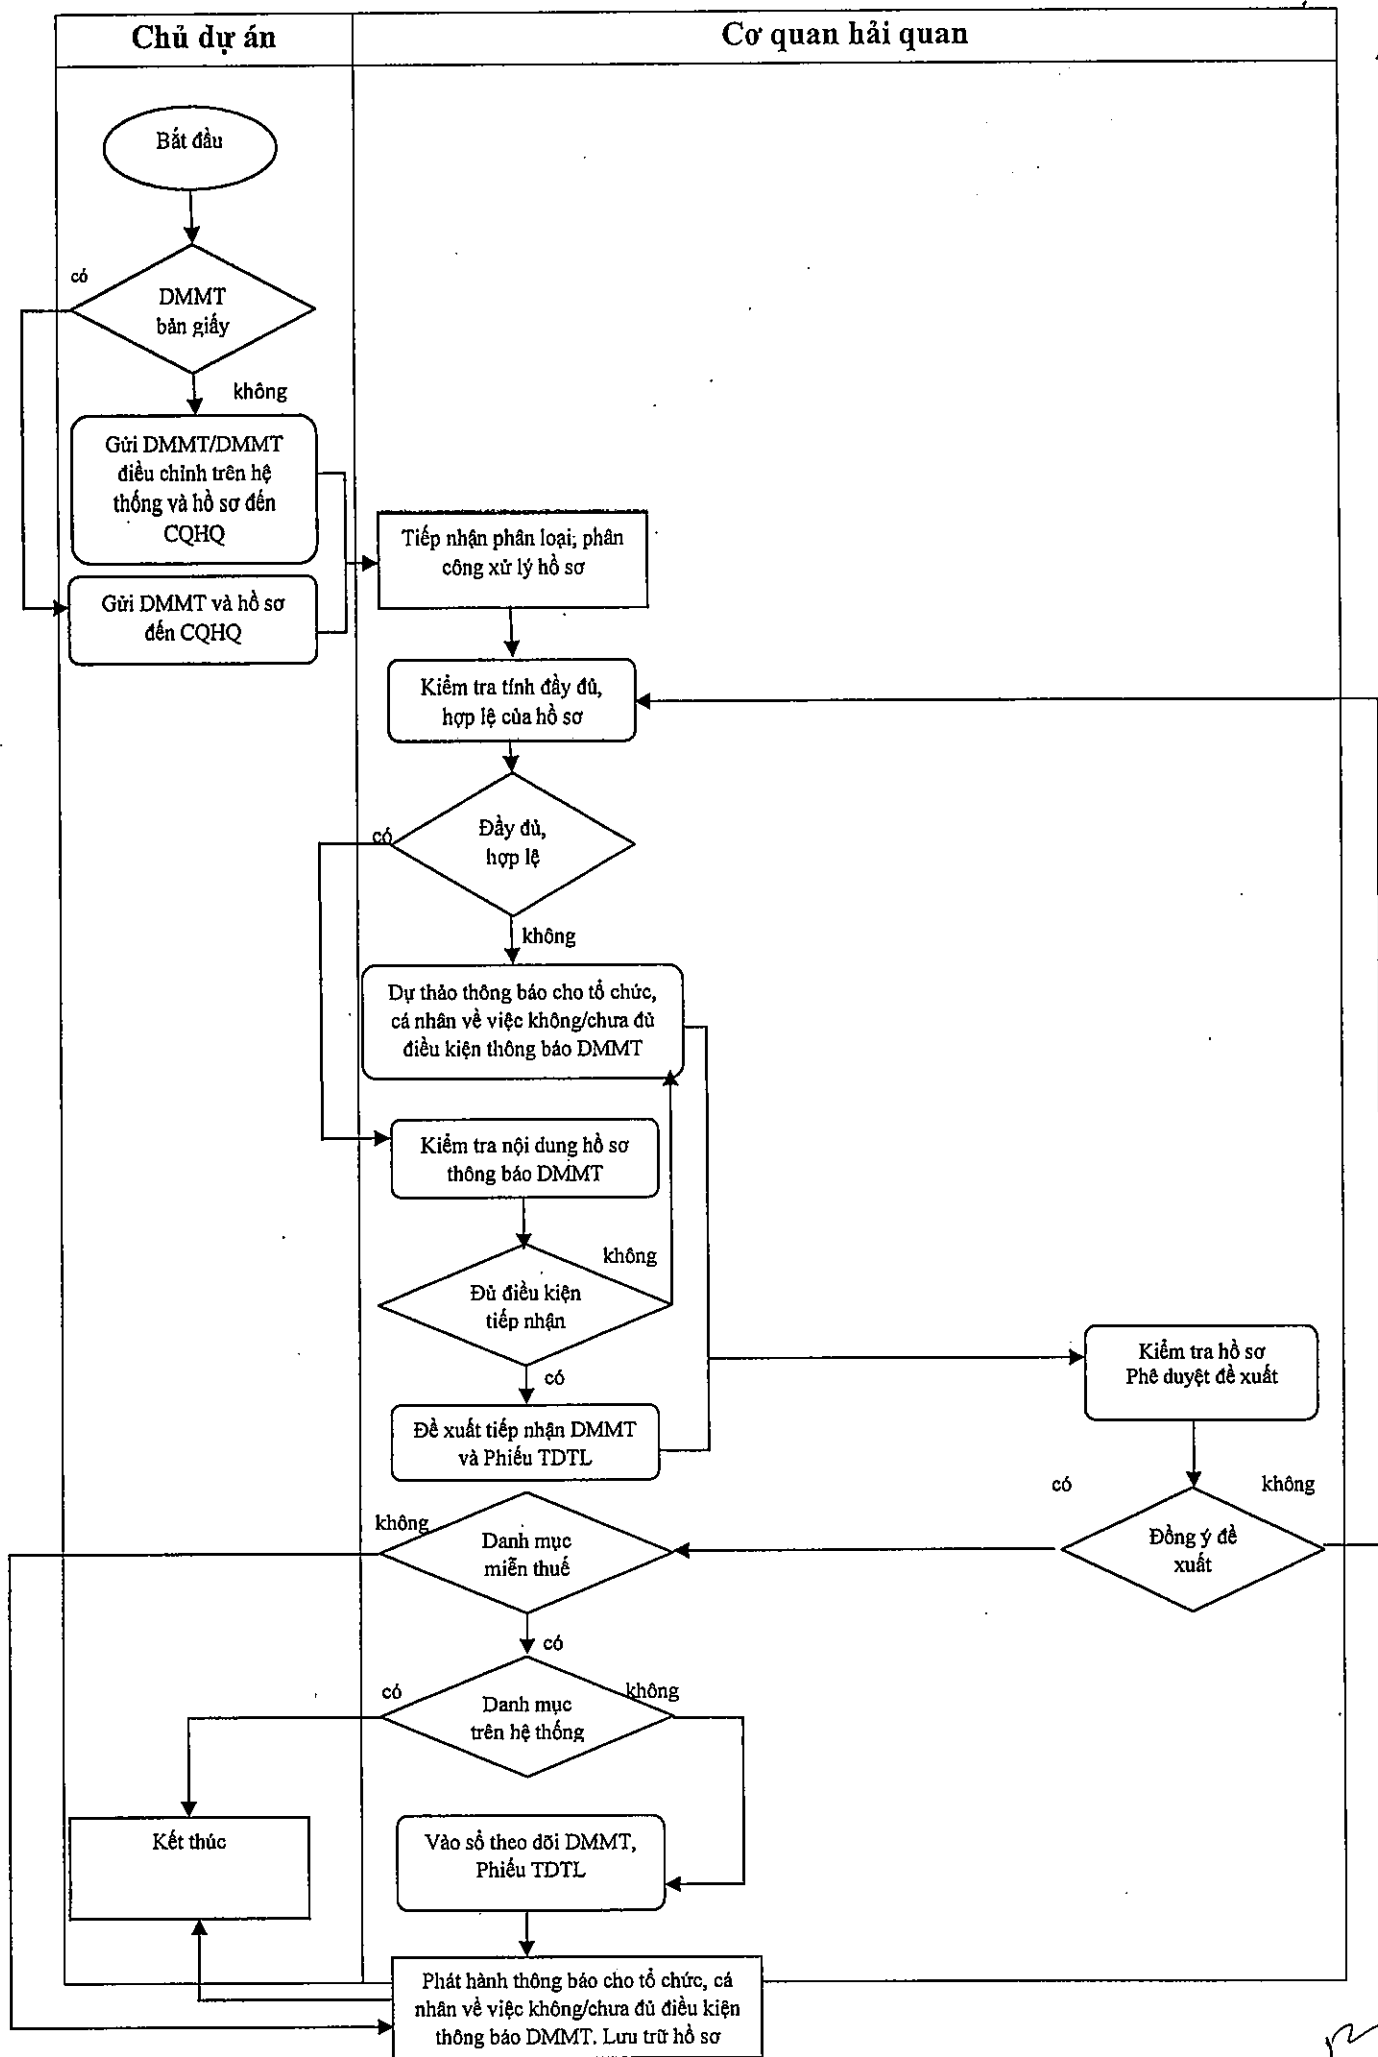 Chủ dự án
Cơ quan hải quan
Bắt đầu
có
DMMT
bản giấy
không
Gửi DMMT/DMMT
điều chỉnh trên hệ
thống và hồ sơ đến
CQHQ
Gửi DMMT và hồ sơ
đến CQHQ
Tiếp nhận phân loại; phân
công xử lý hồ sơ
Kiểm tra tính đầy đủ,
hợp lệ của hồ sơ
có
Đầy đủ,
hợp lệ
không
Dự thảo thông báo cho tổ chức,
cá nhân về việc không/chưa đủ
điều kiện thông báo DMMT
Kiểm tra nội dung hồ sơ
thông báo DMMT
không
Đủ điều kiện
tiếp nhận
có
Đề xuất tiếp nhận DMMT
và Phiếu TDTL
Kiểm tra hồ sơ
Phê duyệt đề xuất
có
không
Đồng ý đề
xuất
không
Danh mục
miễn thuế
có
có
không
Danh mục
trên hệ thống
Kết thúc
Vào sổ theo dõi DMMT,
Phiếu TDTL
Phát hành thông báo cho tổ chức, cá
nhân về việc không/chưa đủ điều kiện
thông báo DMMT. Lưu trữ hồ sơ